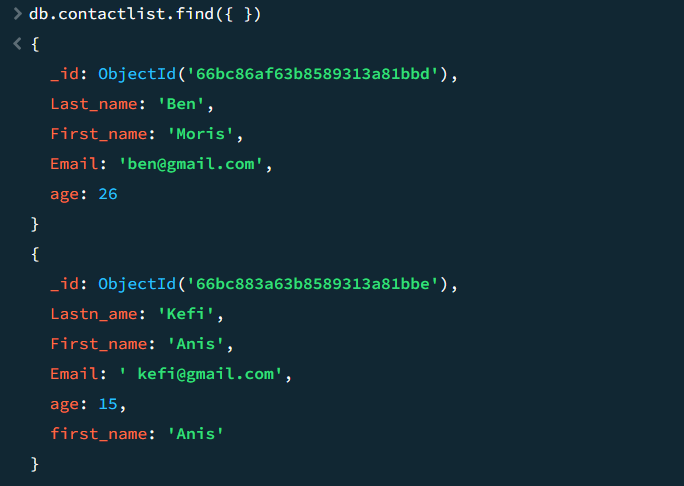 db.contactlist.find({ })
{
_id: ObjectId('66bc86af63b8589313a81bbd'),
Last_name: 'Ben',
First_name: 'Moris',
Email: 'ben@gmail.com',
age: 26
}
{
_id: ObjectId('66bc883a63b8589313a81bbe'),
Lastn_ame: 'Kefi',
First_name: 'Anis',
Email: ' kefi@gmail.com',
age: 15,
first_name: 'Anis'
}